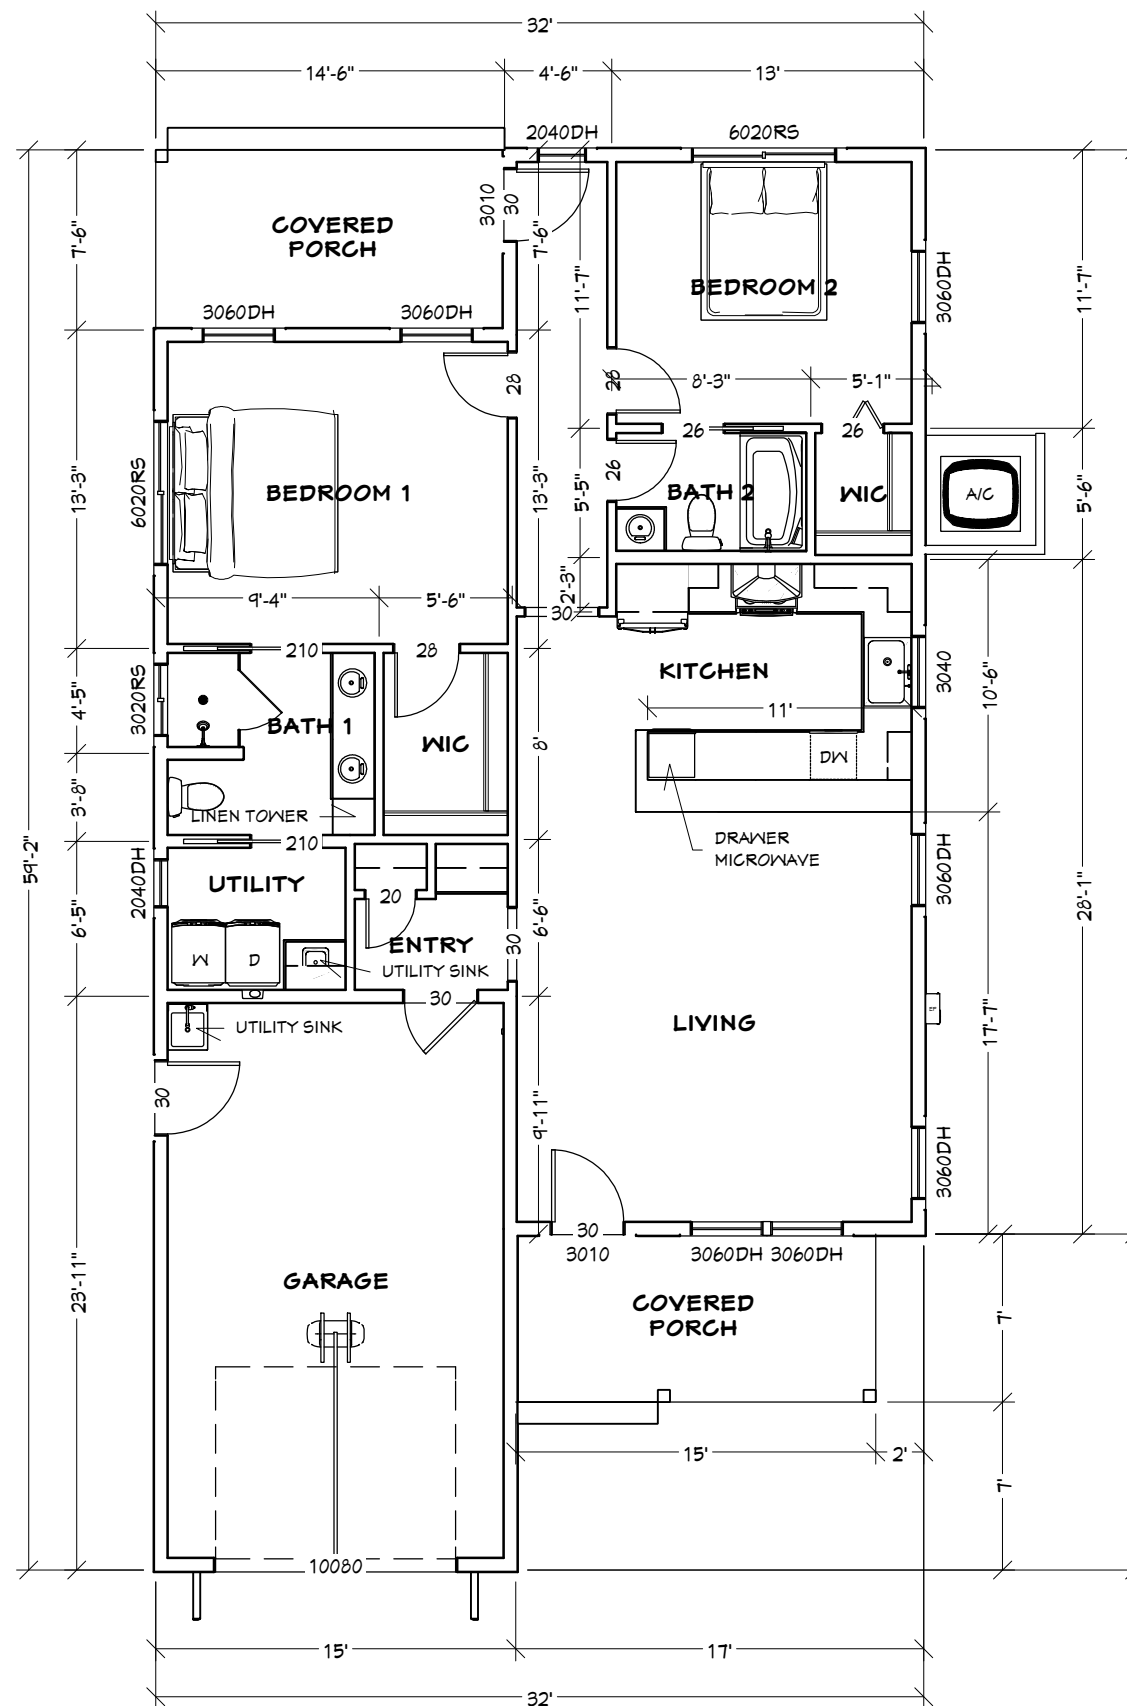 32'
14'-6"
4'-6"
13'
2040DH
6020RS
3010
30
COVERED
PORCH
7'-6"
7'-6"
11'-7"
BEDROOM 2
3060DH
11'-7"
3060DH
3060DH
28
28
8'-3"
5'-1"
26
26
6020RS
13'-3"
BEDROOM 1
13'-3"
26
5'-5"
BATH 2
WIC
A/C
5'-6"
9'-4"
5'-6"
2'-3"
30
210
28
KITCHEN
3040
10'-6"
4'-5"
3020RS
BATH 1
WIC
8'
11'
DW
3'-8"
LINEN TOWER
DRAWER
MICROWAVE
59'-2"
210
2040DH
UTILITY
20
3060DH
28'-1"
6'-5"
ENTRY
30
6'-6"
W
D
UTILITY SINK
30
UTILITY SINK
LIVING
17'-7"
30
9'-11"
3060DH
30
3010
3060DH
3060DH
23'-11"
GARAGE
COVERED
PORCH
7'
15'
2'
7'
10080
15'
17'
32'